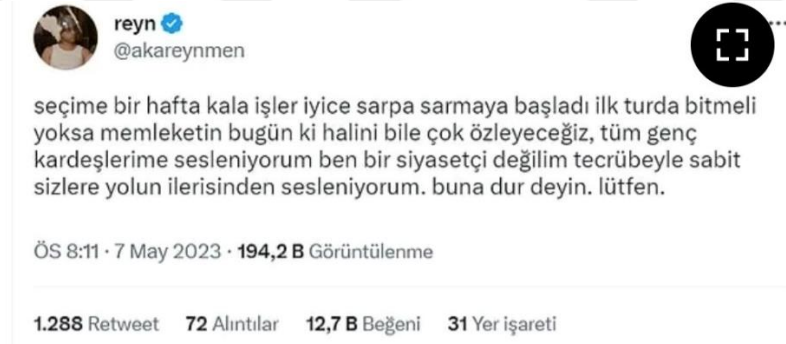 reyn
@akareynmen
seçime bir hafta kala işler iyice sarpa sarmaya başladı ilk turda bitmeli
yoksa memleketin bugün ki halini bile çok özleyeceğiz, tüm genç
kardeşlerime sesleniyorum ben bir siyasetçi değilim tecrübeyle sabit
sizlere yolun ilerisinden sesleniyorum. buna dur deyin. lütfen.
ÖS 8:11 · 7 May 2023 · 194,2 B Görüntülenme
1.288 Retweet 72 Alıntılar 12,7 B Beğeni 31 Yer işareti